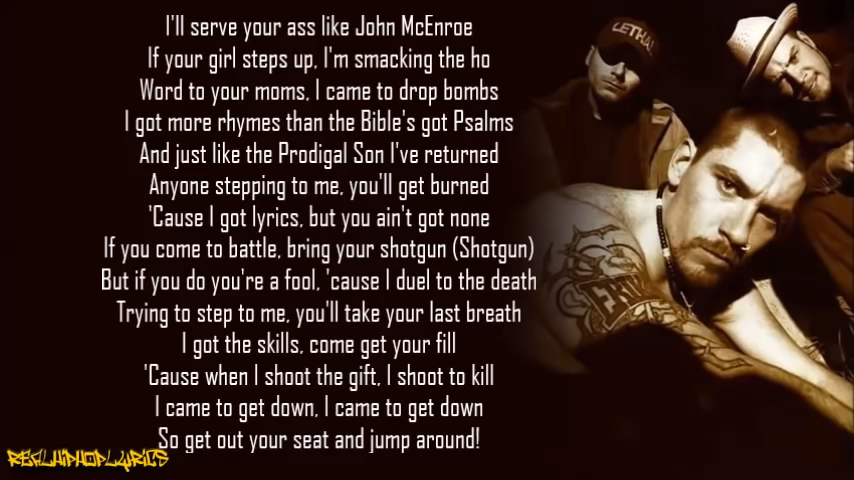 I'll serve your ass like John McEnroe
If your girl steps up, I'm smacking the ho
Word to your moms, I came to drop bombs
I got more rhymes than the Bible's got Psalms
And just like the Prodigal Son I've returned
Anyone stepping to me, you'll get burned
'Cause I got lyrics, but you ain't got none
If you come to battle, bring your shotgun (Shotgun)
But if you do you're a fool, 'cause I duel to the death
Trying to step to me, you'll take your last breath
I got the skills, come get your fill
'Cause when I shoot the gift, I shoot to kill
I came to get down, I came to get down
So get out your seat and jump around!
REALHIPHOPLYRICS
LETHAL